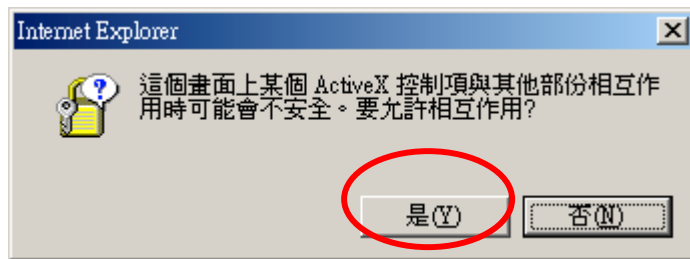 Internet Explorer
這個畫面上某個 ActiveX 控制項與其他部份相互作
用時可能會不安全。要允許相互作用?
是(Y)
否(N)